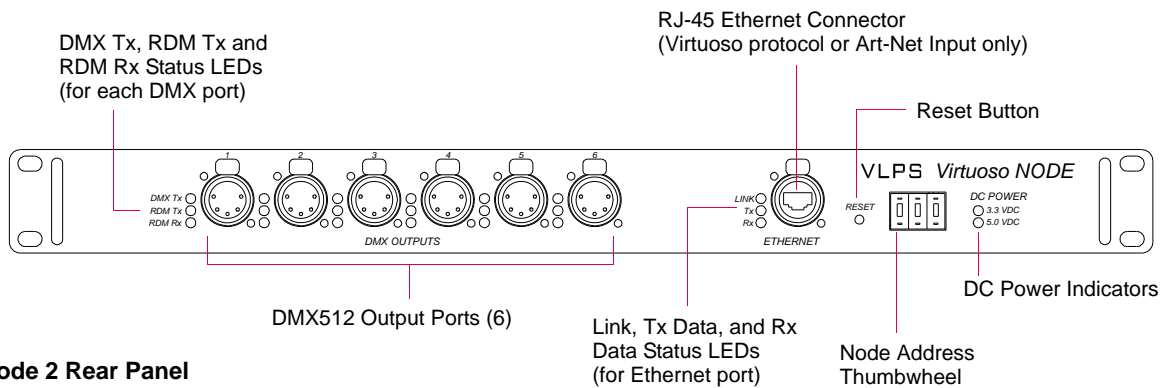 RJ-45 Ethernet Connector
(Virtuoso protocol or Art-Net Input only)
DMX Tx, RDM Tx and
RDM Rx Status LEDs
(for each DMX port)
Reset Button
1 2 3 4 5 6
VLPS Virtuoso NODE
DMX Tx
RDM Tx
RDM Rx
LINK
Tx
Rx
RESET
DC POWER
3.3 VDC
5.0 VDC
DMX OUTPUTS
ETHERNET
DC Power Indicators
DMX512 Output Ports (6)
Link, Tx Data, and Rx
Data Status LEDs
(for Ethernet port)
Node Address
Thumbwheel
ode 2 Rear Panel